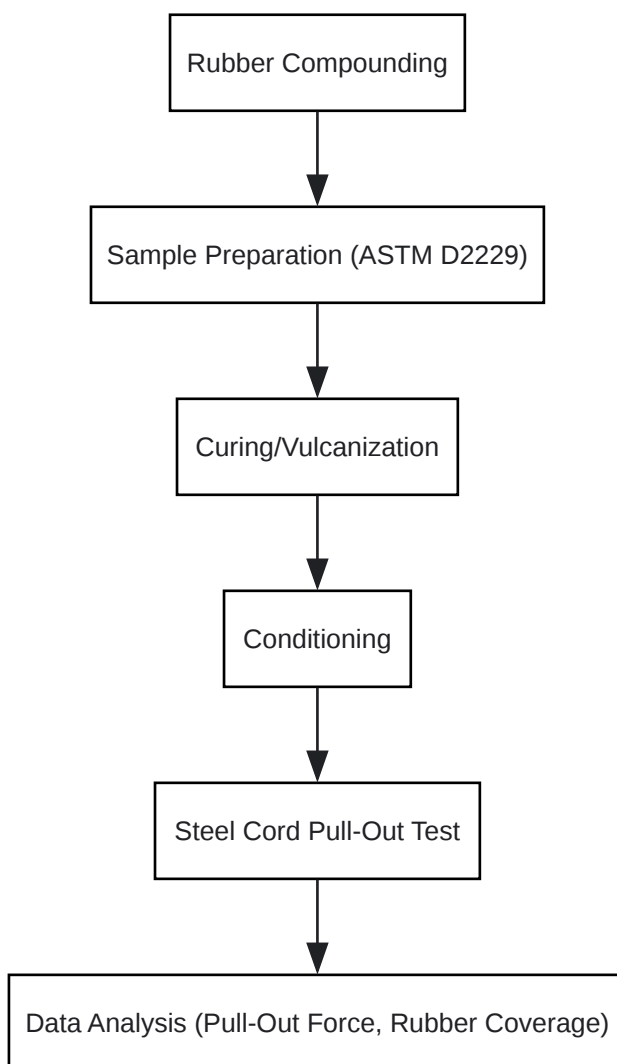 Rubber Compounding
Sample Preparation (ASTM D2229)
Curing/Vulcanization
Conditioning
Steel Cord Pull-Out Test
Data Analysis (Pull-Out Force, Rubber Coverage)